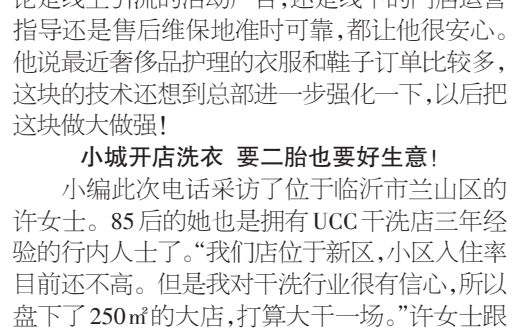 论是线上引流的活动广告,还是线下的门店运营
指导还是售后维保地准时可靠,都让他很安心。
他说最近奢侈品护理的衣服和鞋子订单比较多,
这块的技术还想到总部进一步强化一下,以后把
这块做大做强!
小城开店洗衣 要二胎也要好生意!
小编此次电话采访了位于临沂市兰山区的
许女士。85后的她也是拥有UCC干洗店三年经
验的行内人士了。“我们店位于新区,小区入住率
目前还不高。但是我对干洗行业很有信心,所以
盘下了250㎡的大店,打算大干一场。”许女士跟